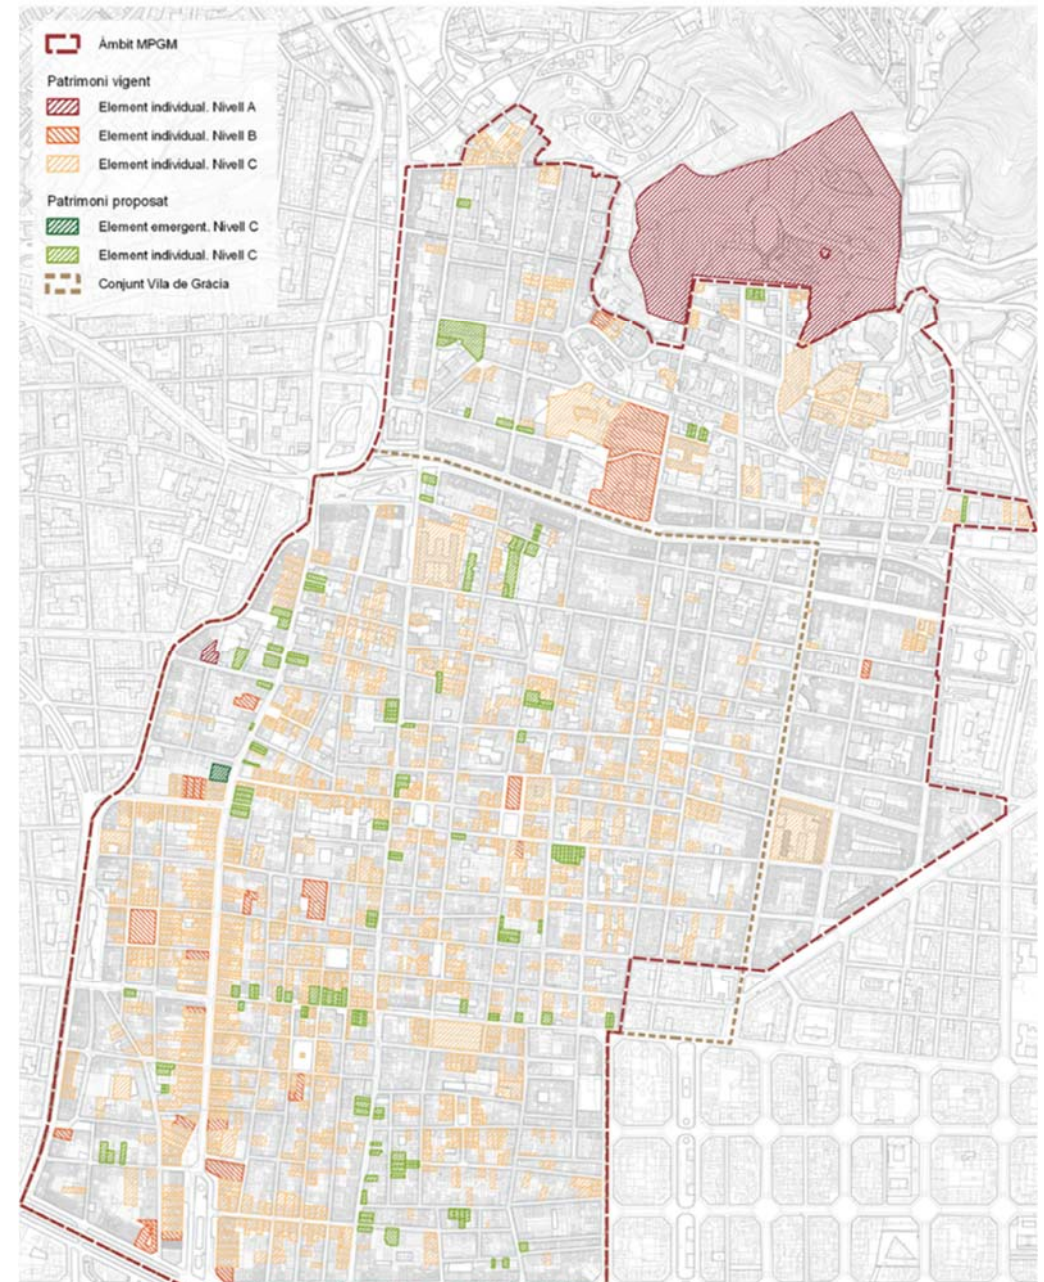 Àmbit MPGM
Patrimoni vigent
Element individual. Nivell A
Element individual. Nivell B
Element individual. Nivell C
Patrimoni proposat
Element emergent. Nivell C
Element individual. Nivell C
Conjunt Vila de Gràcia